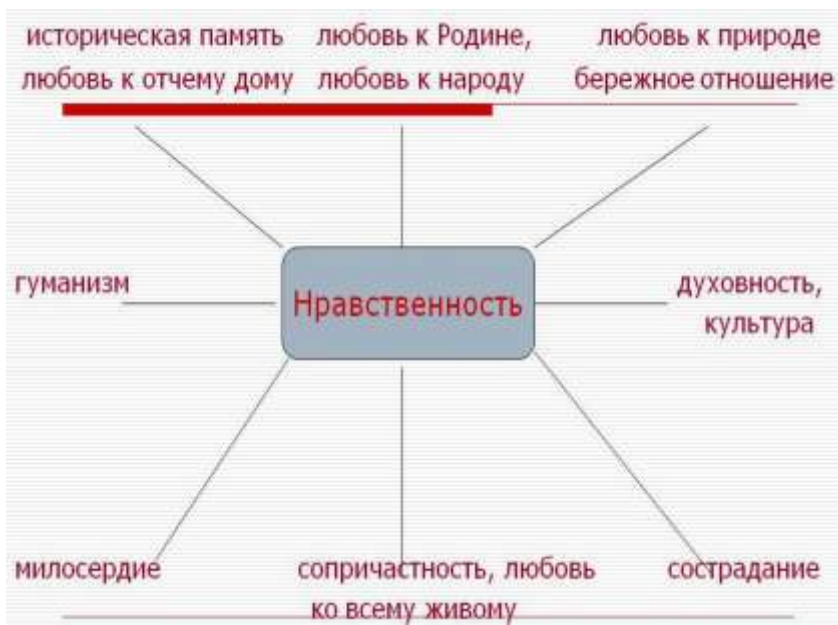 историческая память
любовь к отчему дому
любовь к Родине,
любовь к народу
любовь к природе
бережное отношение
гуманизм
Нравственность
духовность,
культура
милосердие
сопричастность, любовь
ко всему живому
сострадание